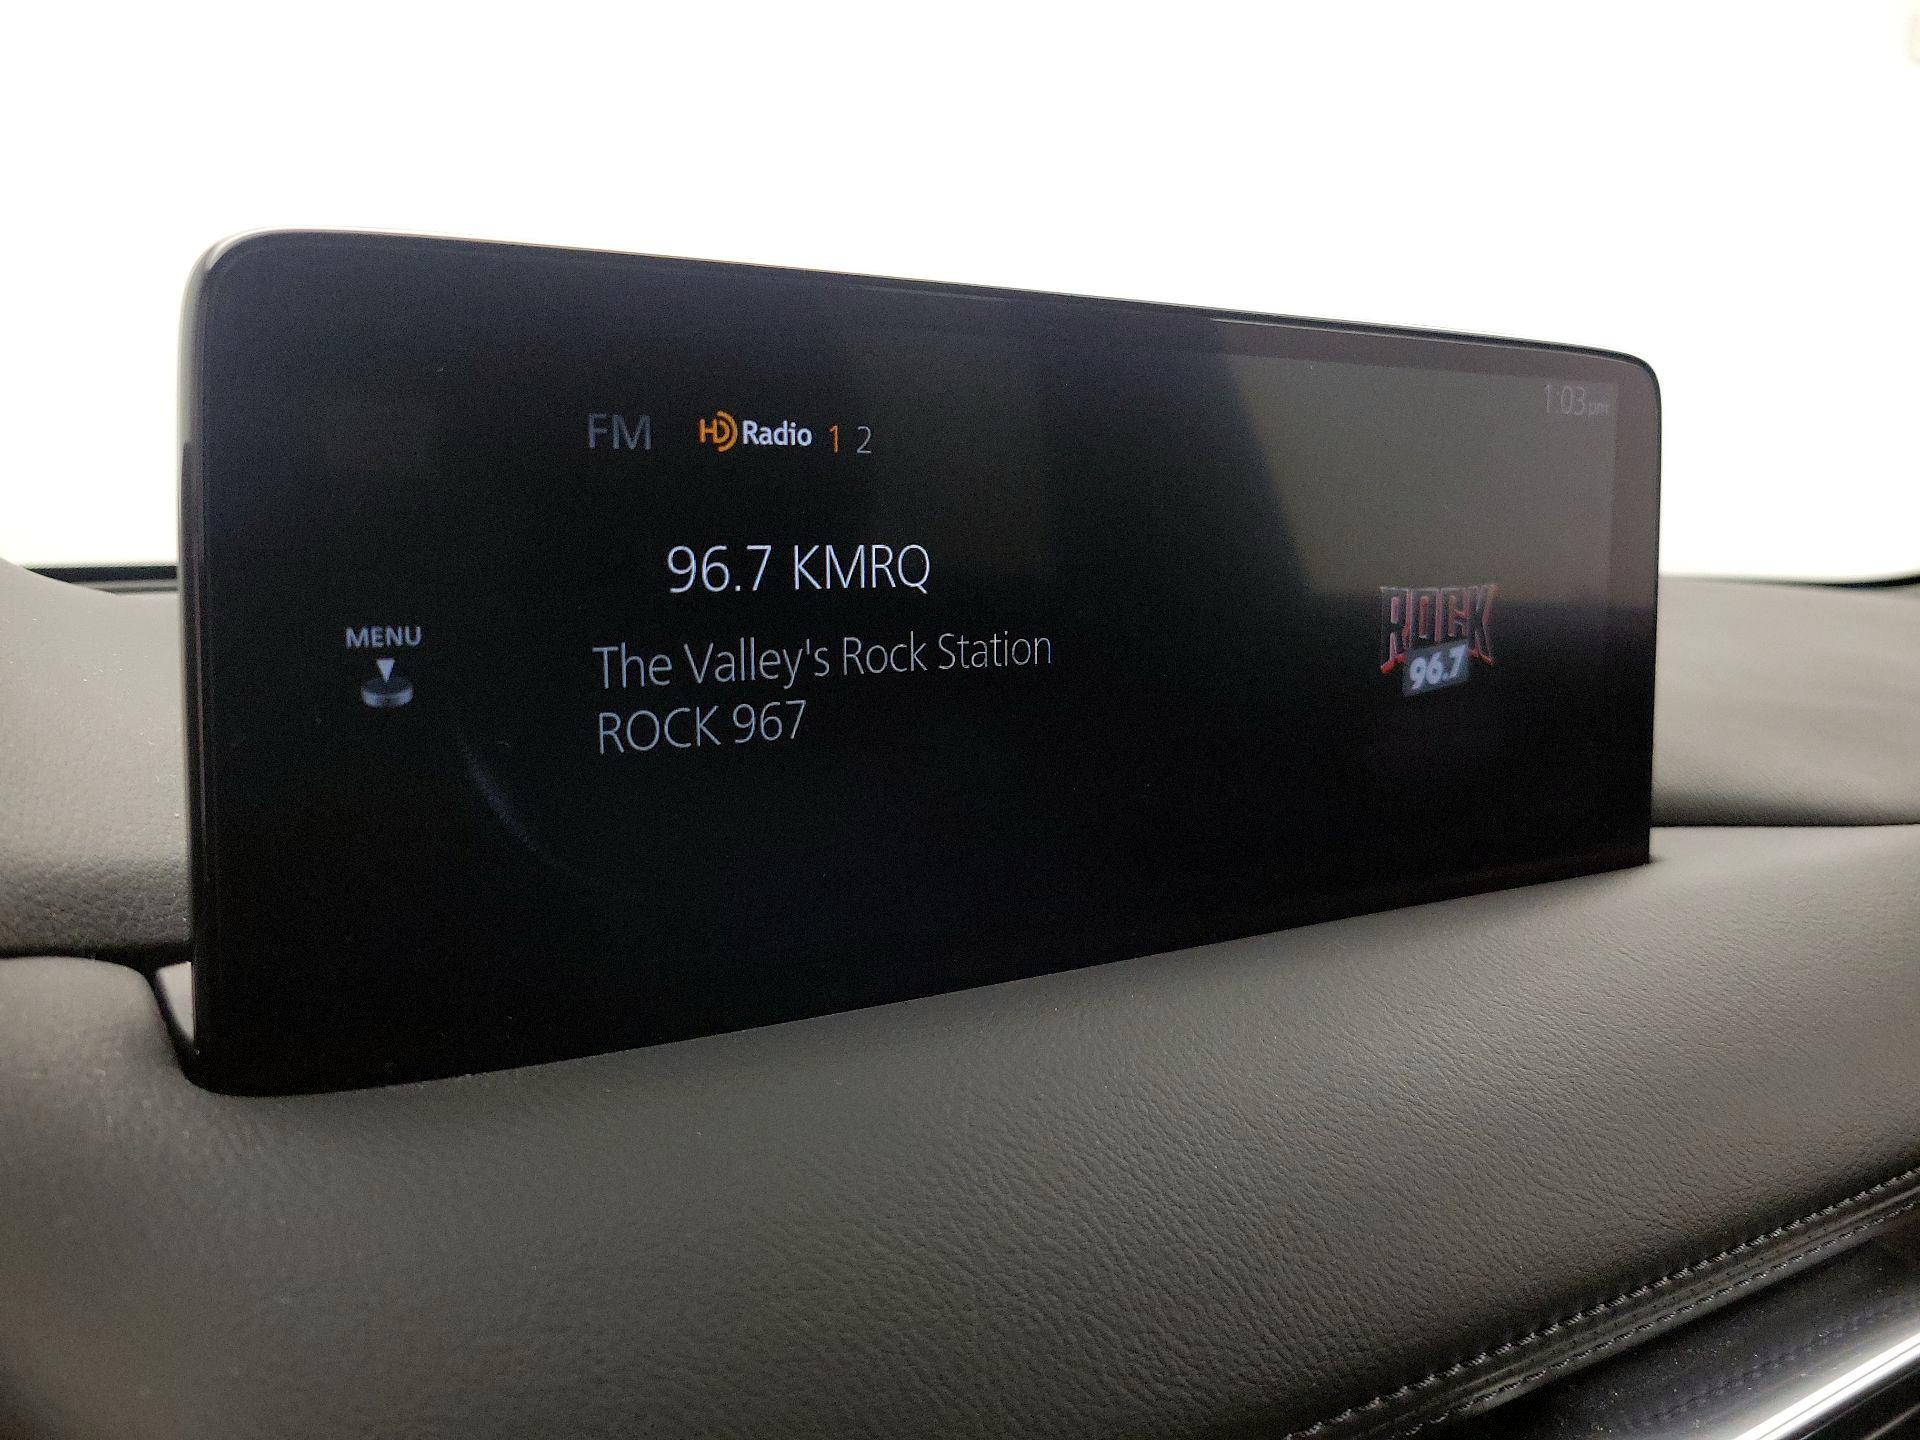 1:03 pm
FM HD Radio 1 2
96.7 KMRQ
MENU
The Valley's Rock Station
ROCK 967
ROCK
96.7